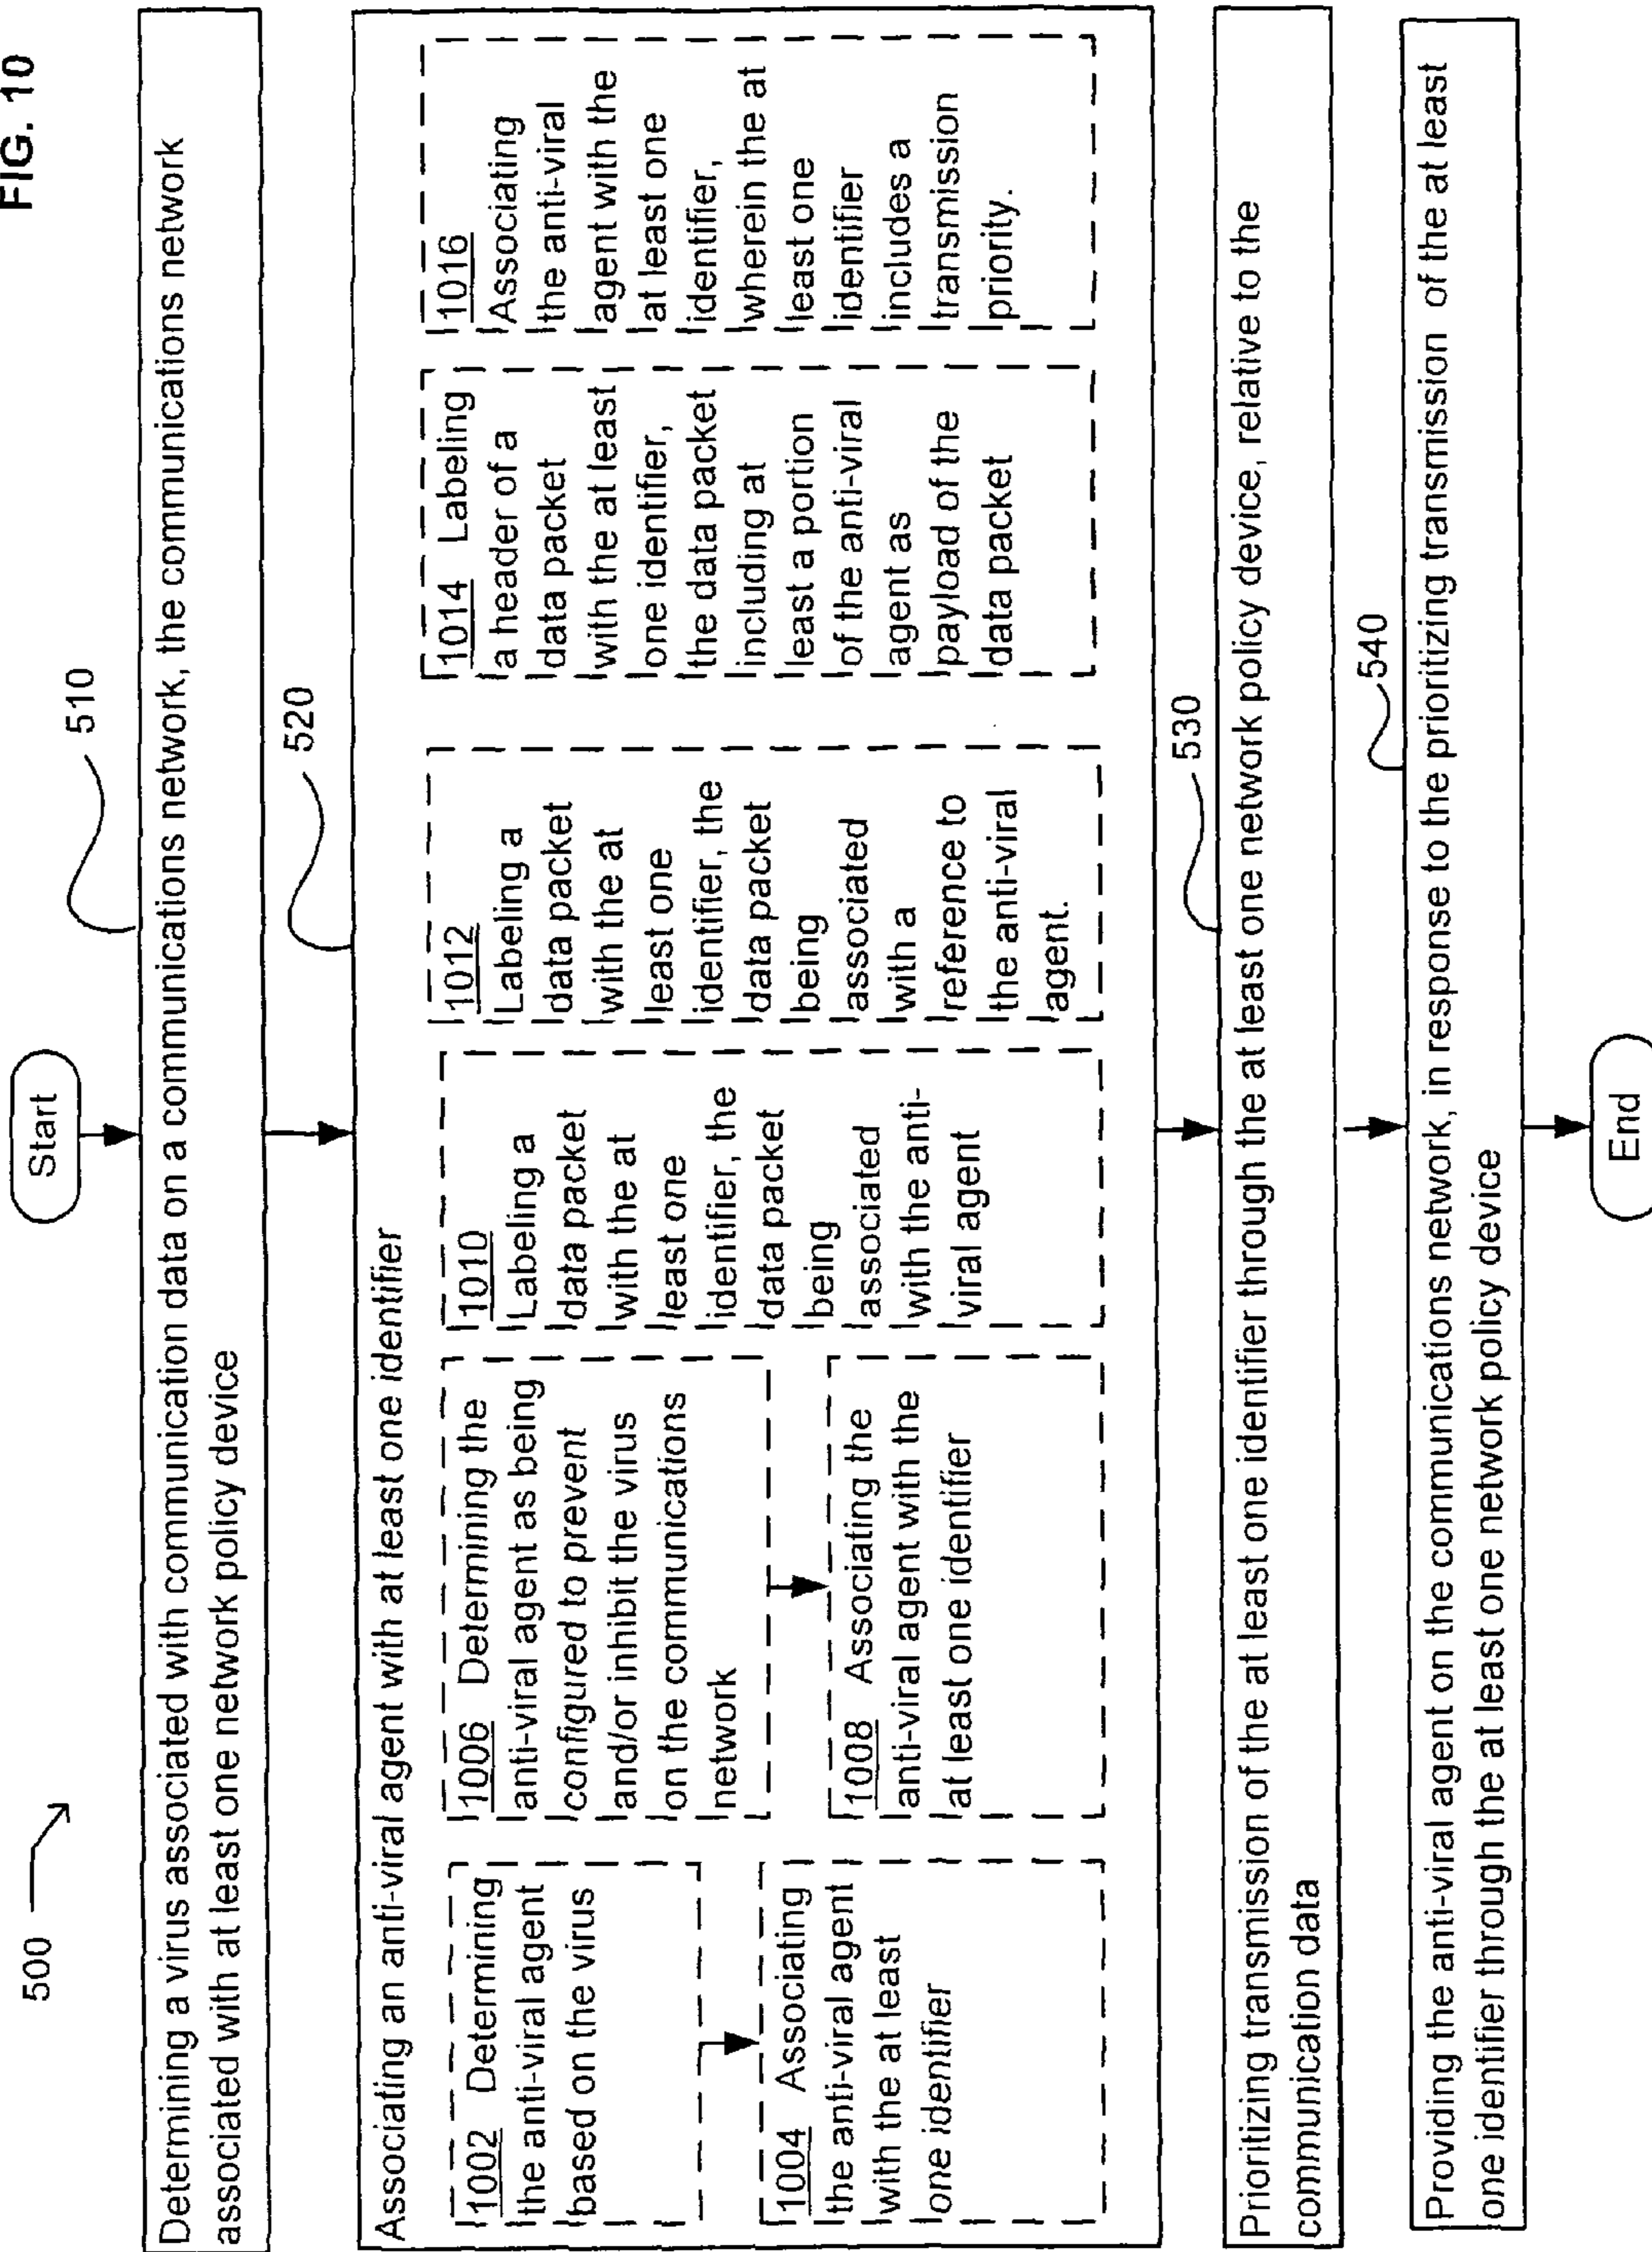 FIG. 10
500
Start
510
Determining a virus associated with communication data on a communications network, the communications network
associated with at least one network policy device
520
Associating an anti-viral agent with at least one identifier
1002 Determining
the anti-viral agent
based on the virus
1004 Associating
the anti-viral agent
with the at least
one identifier
1006 Determining the
anti-viral agent as being
configured to prevent
and/or inhibit the virus
on the communications
network
1008 Associating the
anti-viral agent with the
at least one identifier
1010
Labeling a
data packet
with the at
least one
identifier, the
data packet
being
associated
with the anti-
viral agent
1012
Labeling a
data packet
with the at
least one
identifier, the
data packet
being
associated
with a
reference to
the anti-viral
agent.
1014 Labeling
a header of a
data packet
with the at least
one identifier,
the data packet
including at
least a portion
of the anti-viral
agent as
payload of the
data packet
1016
Associating
the anti-viral
agent with the
at least one
identifier,
wherein the at
least one
identifier
includes a
transmission
priority.
530
Prioritizing transmission of the at least one identifier through the at least one network policy device, relative to the
communication data
540
Providing the anti-viral agent on the communications network, in response to the prioritizing transmission of the at least
one identifier through the at least one network policy device
End